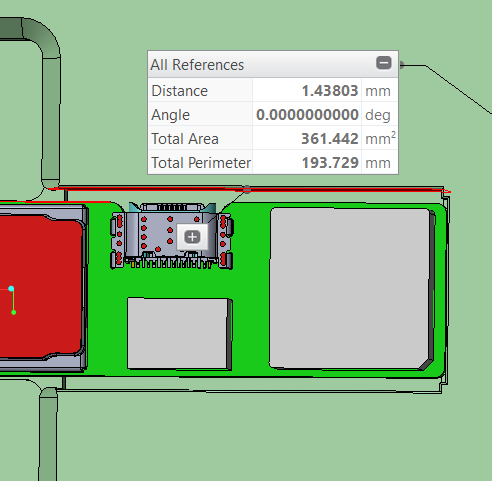 All References
Distance 1.43803 mm
Angle 0.0000000000 deg
Total Area 361.442 mm²
Total Perimeter 193.729 mm